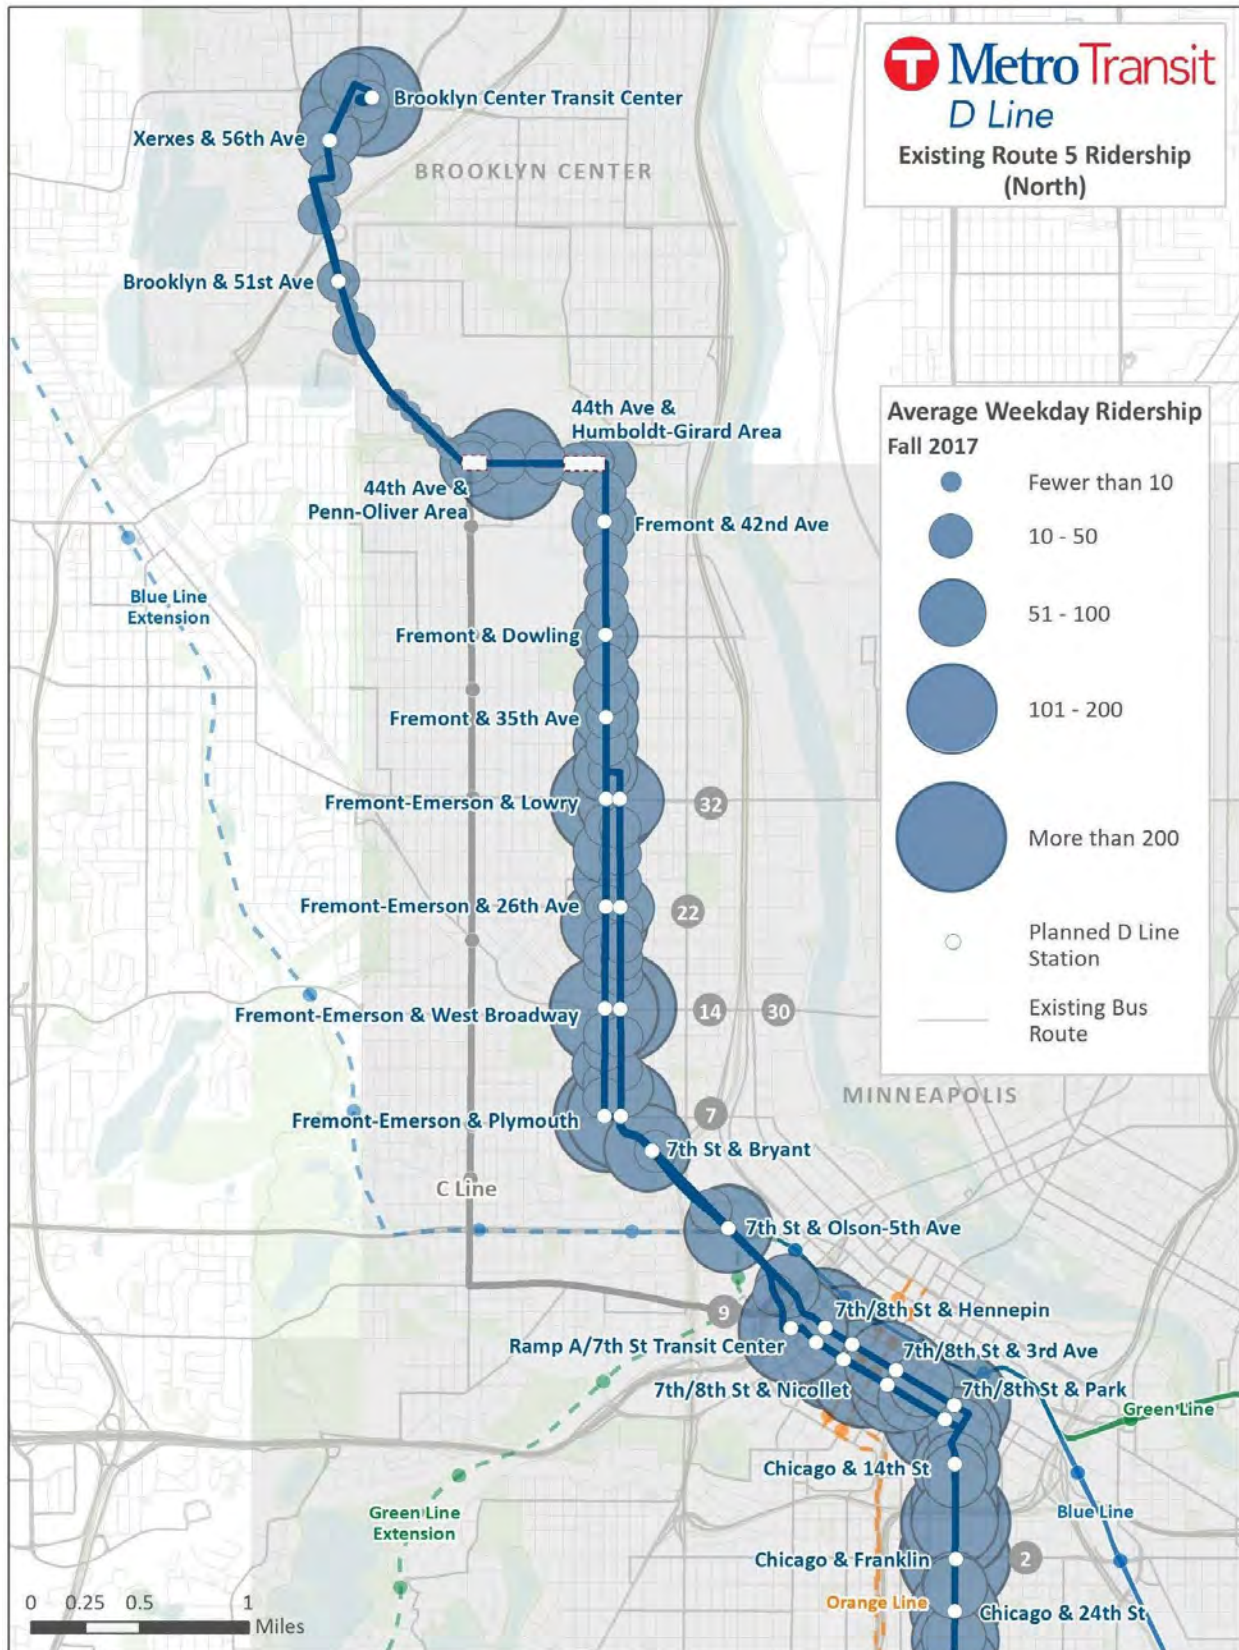 MetroTransit
D Line
Existing Route 5 Ridership
(North)
Brooklyn Center Transit Center
Xerxes & 56th Ave
BROOKLYN CENTER
Brooklyn & 51st Ave
44th Ave &
Humboldt-Girard Area
44th Ave &
Penn-Oliver Area
Fremont & 42nd Ave
Blue Line
Extension
Fremont & Dowling
Fremont & 35th Ave
Fremont-Emerson & Lowry
32
Fremont-Emerson & 26th Ave
22
Fremont-Emerson & West Broadway
14
30
Fremont-Emerson & Plymouth
7
MINNEAPOLIS
7th St & Bryant
C Line
7th St & Olson-5th Ave
9
7th/8th St & Hennepin
Ramp A/7th St Transit Center
7th/8th St & 3rd Ave
7th/8th St & Nicollet
7th/8th St & Park
Green Line
Chicago & 14th St
Green Line
Extension
Blue Line
Chicago & Franklin
2
Orange Line
Chicago & 24th St
Average Weekday Ridership
Fall 2017
Fewer than 10
10 - 50
51 - 100
101 - 200
More than 200
Planned D Line
Station
Existing Bus
Route
0 0.25 0.5 1
Miles